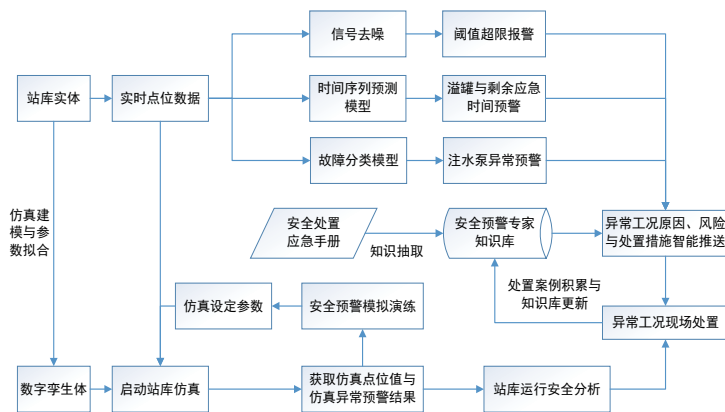 信号去噪
阈值超限报警
站库实体
实时点位数据
时间序列预测
模型
溢罐与剩余应急
时间预警
故障分类模型
注水泵异常预警
仿真建
模与参
数拟合
安全处置
应急手册
知识抽取
安全预警专家
知识库
异常工况原因、风险
与处置措施智能推送
处置案例积累与
知识库更新
仿真设定参数
安全预警模拟演练
异常工况现场处置
数字孪生体
启动站库仿真
获取仿真点位值与
仿真异常预警结果
站库运行安全分析